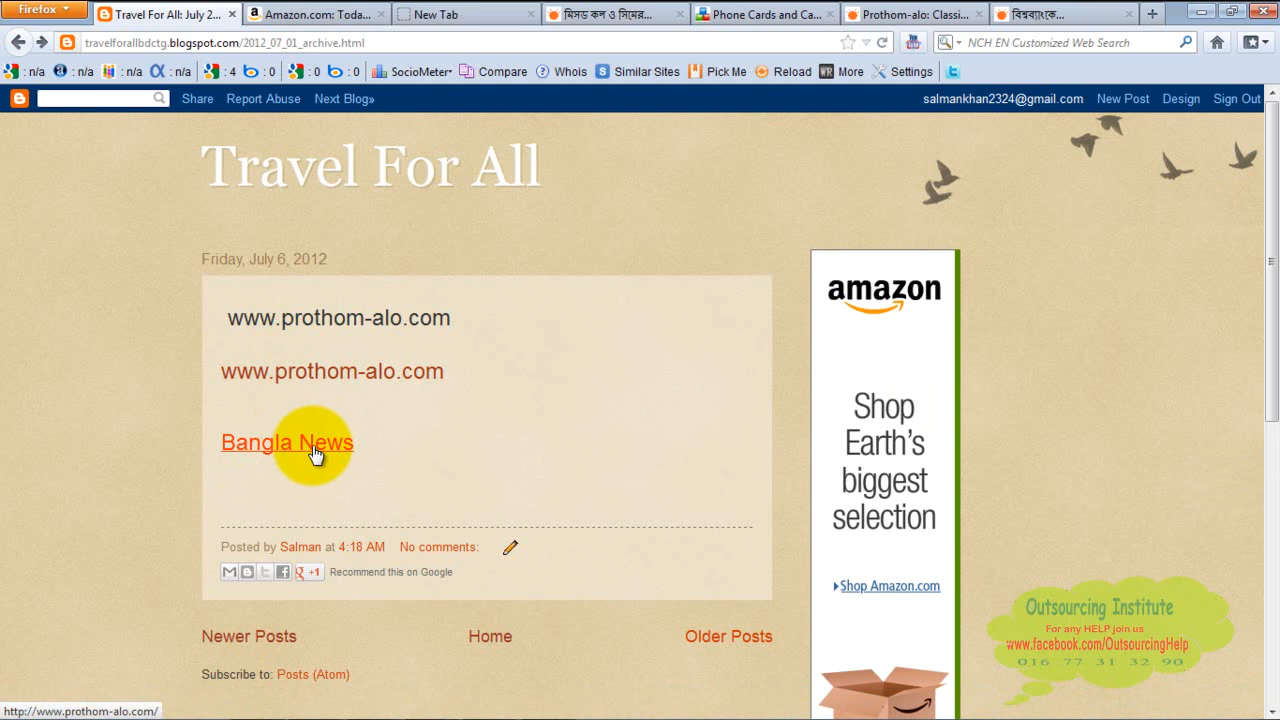 Firefox
Travel For All: July 2...
Amazon.com: Toda...
New Tab
মিসড কল ও সিমের...
Phone Cards and Ca...
Prothom-alo: Classi...
বিশ্বব্যাংকে...
travelforallbdctg.blogspot.com/2012_07_01_archive.html
NCH EN Customized Web Search
: n/a : n/a : n/a : n/a : 4 : 0 : 0 : 0 SocioMeter Compare Whois Similar Sites Pick Me Reload More Settings
Share Report Abuse Next Blog» salmankhan2324@gmail.com New Post Design Sign Out
Travel For All
Friday, July 6, 2012
www.prothom-alo.com
www.prothom-alo.com
Bangla News
Posted by Salman at 4:18 AM No comments:
+1 Recommend this on Google
Newer Posts Home Older Posts
Subscribe to: Posts (Atom)
amazon
Shop
Earth's
biggest
selection
Shop Amazon.com
Outsourcing Institute
For any HELP join us
www.facebook.com/OutsourcingHelp
016 77 31 32 90
http://www.prothom-alo.com/